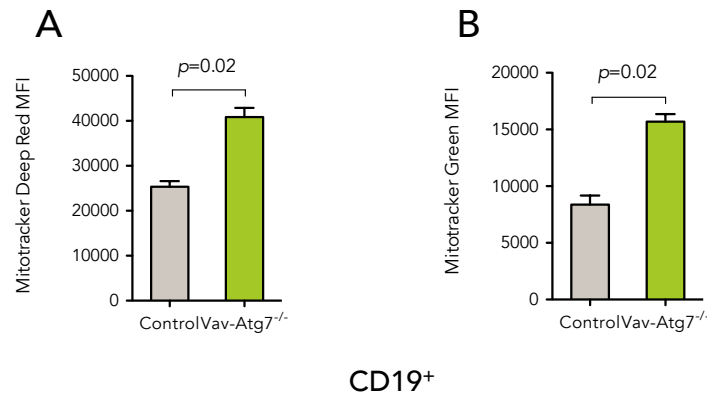 A
Mitotracker Deep Red MFI
50000
40000
30000
20000
10000
0
p=0.02
Control Vav-Atg7-/-
B
Mitotracker Green MFI
20000
15000
10000
5000
0
p=0.02
Control Vav-Atg7-/-
CD19+